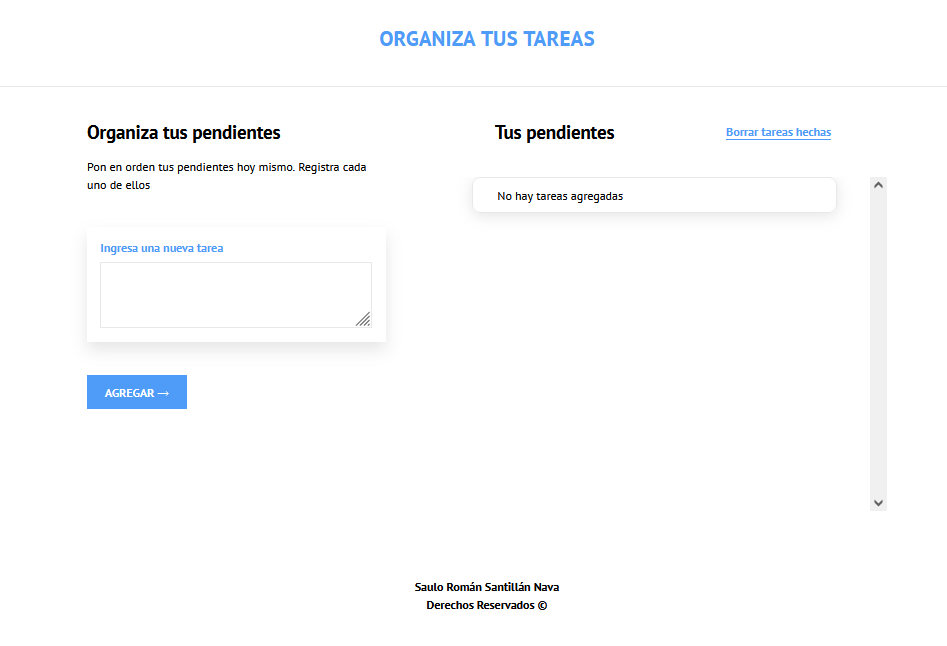 ORGANIZA TUS TAREAS
Organiza tus pendientes
Pon en orden tus pendientes hoy mismo. Registra cada
uno de ellos
Ingresa una nueva tarea
AGREGAR →
Tus pendientes
Borrar tareas hechas
No hay tareas agregadas
Saulo Román Santillán Nava
Derechos Reservados ©